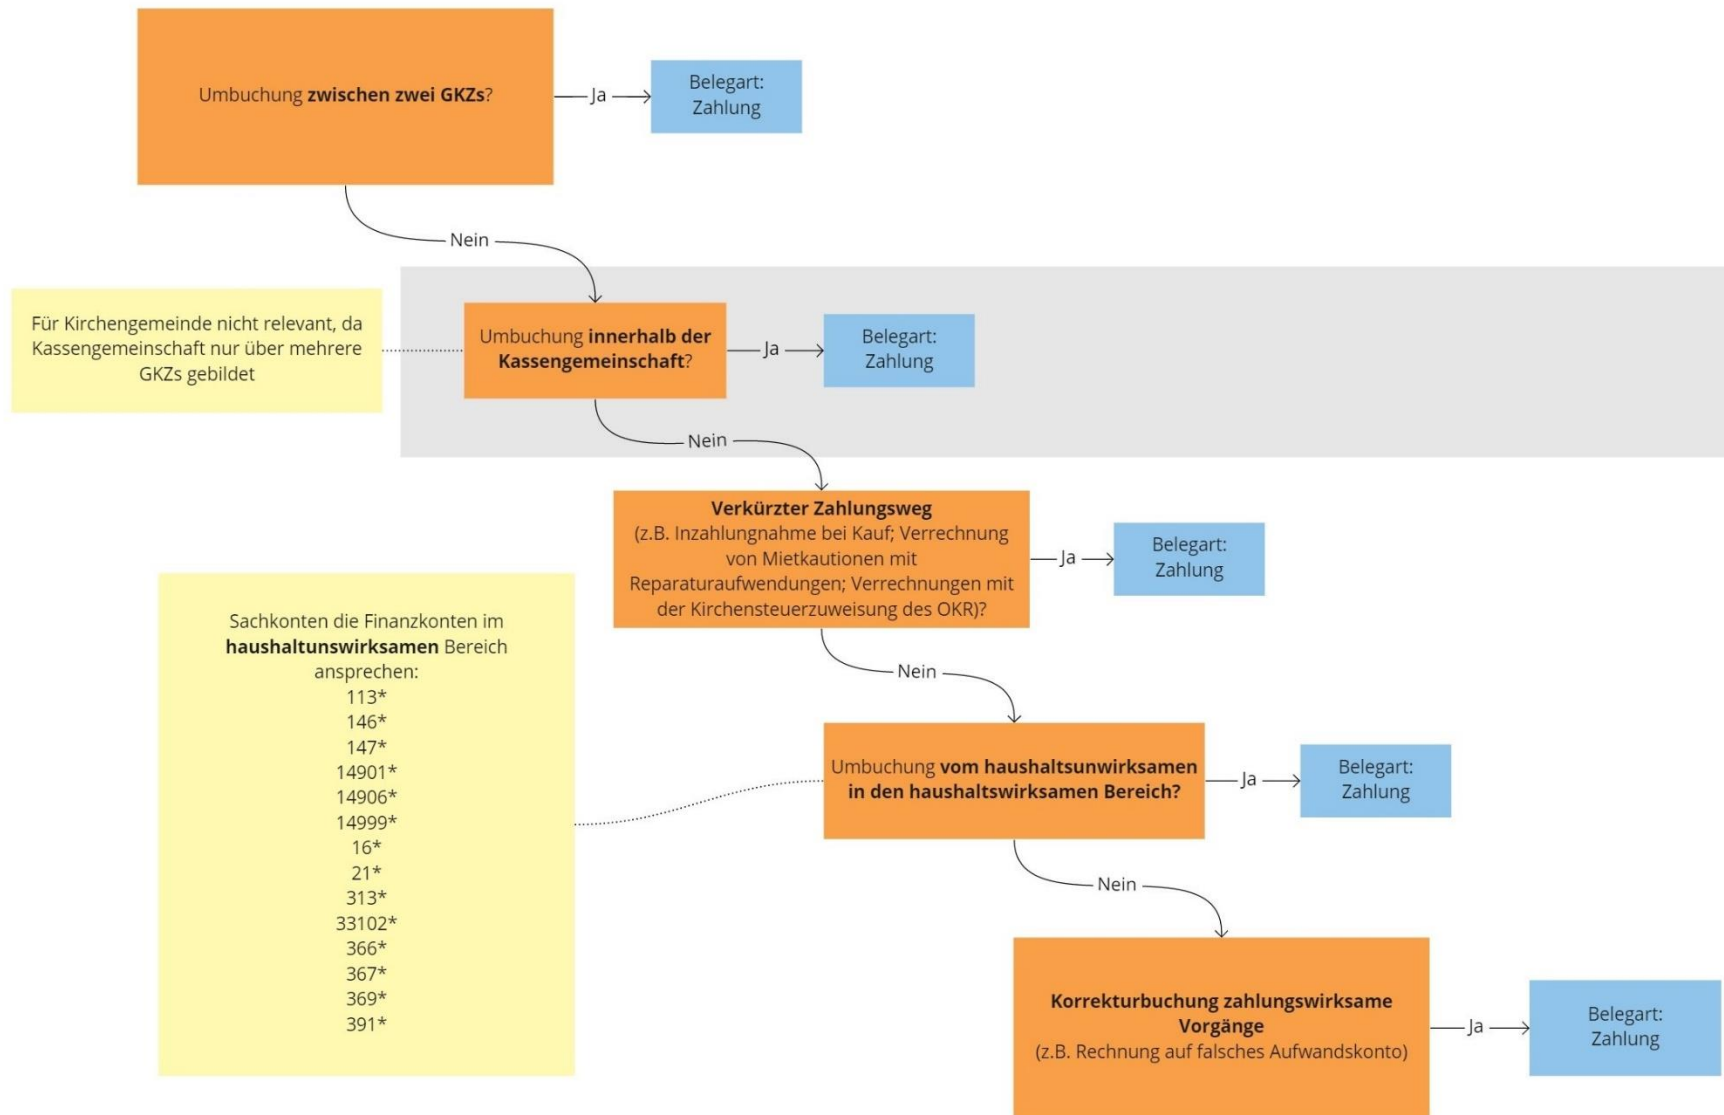 Umbuchung zwischen zwei GKZs?
Ja
Belegart:
Zahlung
Nein
Für Kirchengemeinde nicht relevant, da
Kassengemeinschaft nur über mehrere
GKZs gebildet
Umbuchung innerhalb der
Kassengemeinschaft?
Ja
Belegart:
Zahlung
Nein
Verkürzter Zahlungsweg
(z.B. Inzahlungnahme bei Kauf; Verrechnung
von Mietkautionen mit
Reparaturaufwendungen; Verrechnungen mit
der Kirchensteuerzuweisung des OKR)?
Ja
Belegart:
Zahlung
Nein
Sachkonten die Finanzkonten im
haushaltunswirksamen Bereich
ansprechen:
113*
146*
147*
14901*
14906*
14999*
16*
21*
313*
33102*
366*
367*
369*
391*
Umbuchung vom haushaltsunwirksamen
in den haushaltswirksamen Bereich?
Ja
Belegart:
Zahlung
Nein
Korrekturbuchung zahlungswirksame
Vorgänge
(z.B. Rechnung auf falsches Aufwandskonto)
Ja
Belegart:
Zahlung